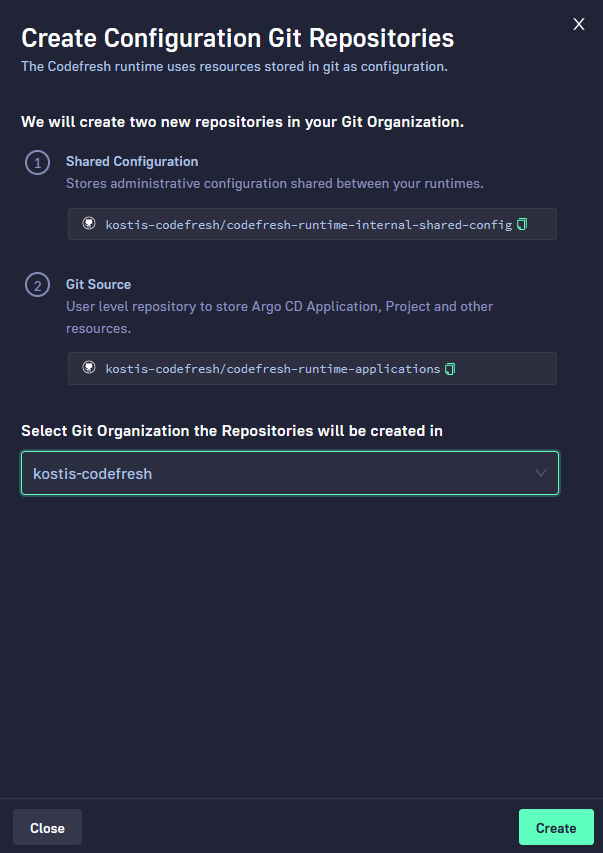 Create Configuration Git Repositories
The Codefresh runtime uses resources stored in git as configuration.
We will create two new repositories in your Git Organization.
1 Shared Configuration
Stores administrative configuration shared between your runtimes.
kostis-codefresh/codefresh-runtime-internal-shared-config
2 Git Source
User level repository to store Argo CD Application, Project and other
resources.
kostis-codefresh/codefresh-runtime-applications
Select Git Organization the Repositories will be created in
kostis-codefresh
Close Create